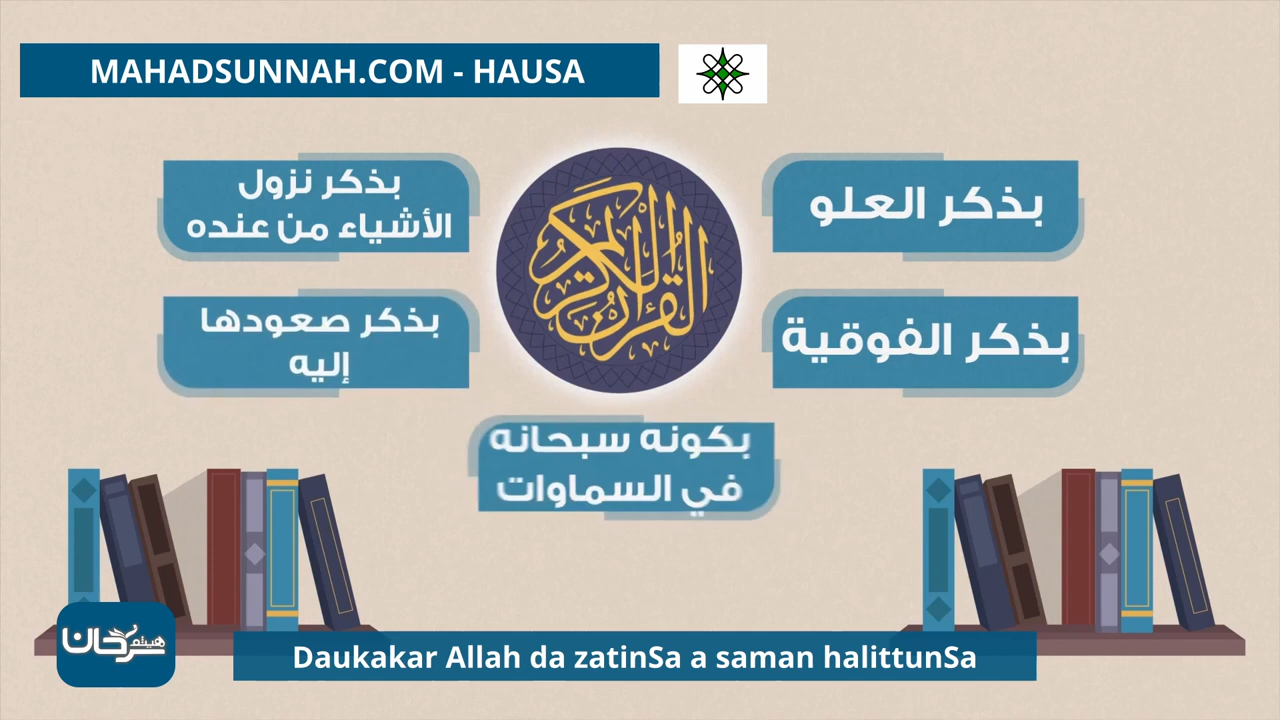 MAHADSUNNAH.COM - HAUSA
بذكر العلو
بذكر نزول
الأشياء من عنده
القرآن الكريم
بذكر الفوقية
بذكر صعودها
إليه
بكونه سبحانه
في السماوات
هيثم
سرحان
Daukakar Allah da zatinSa a saman halittunSa